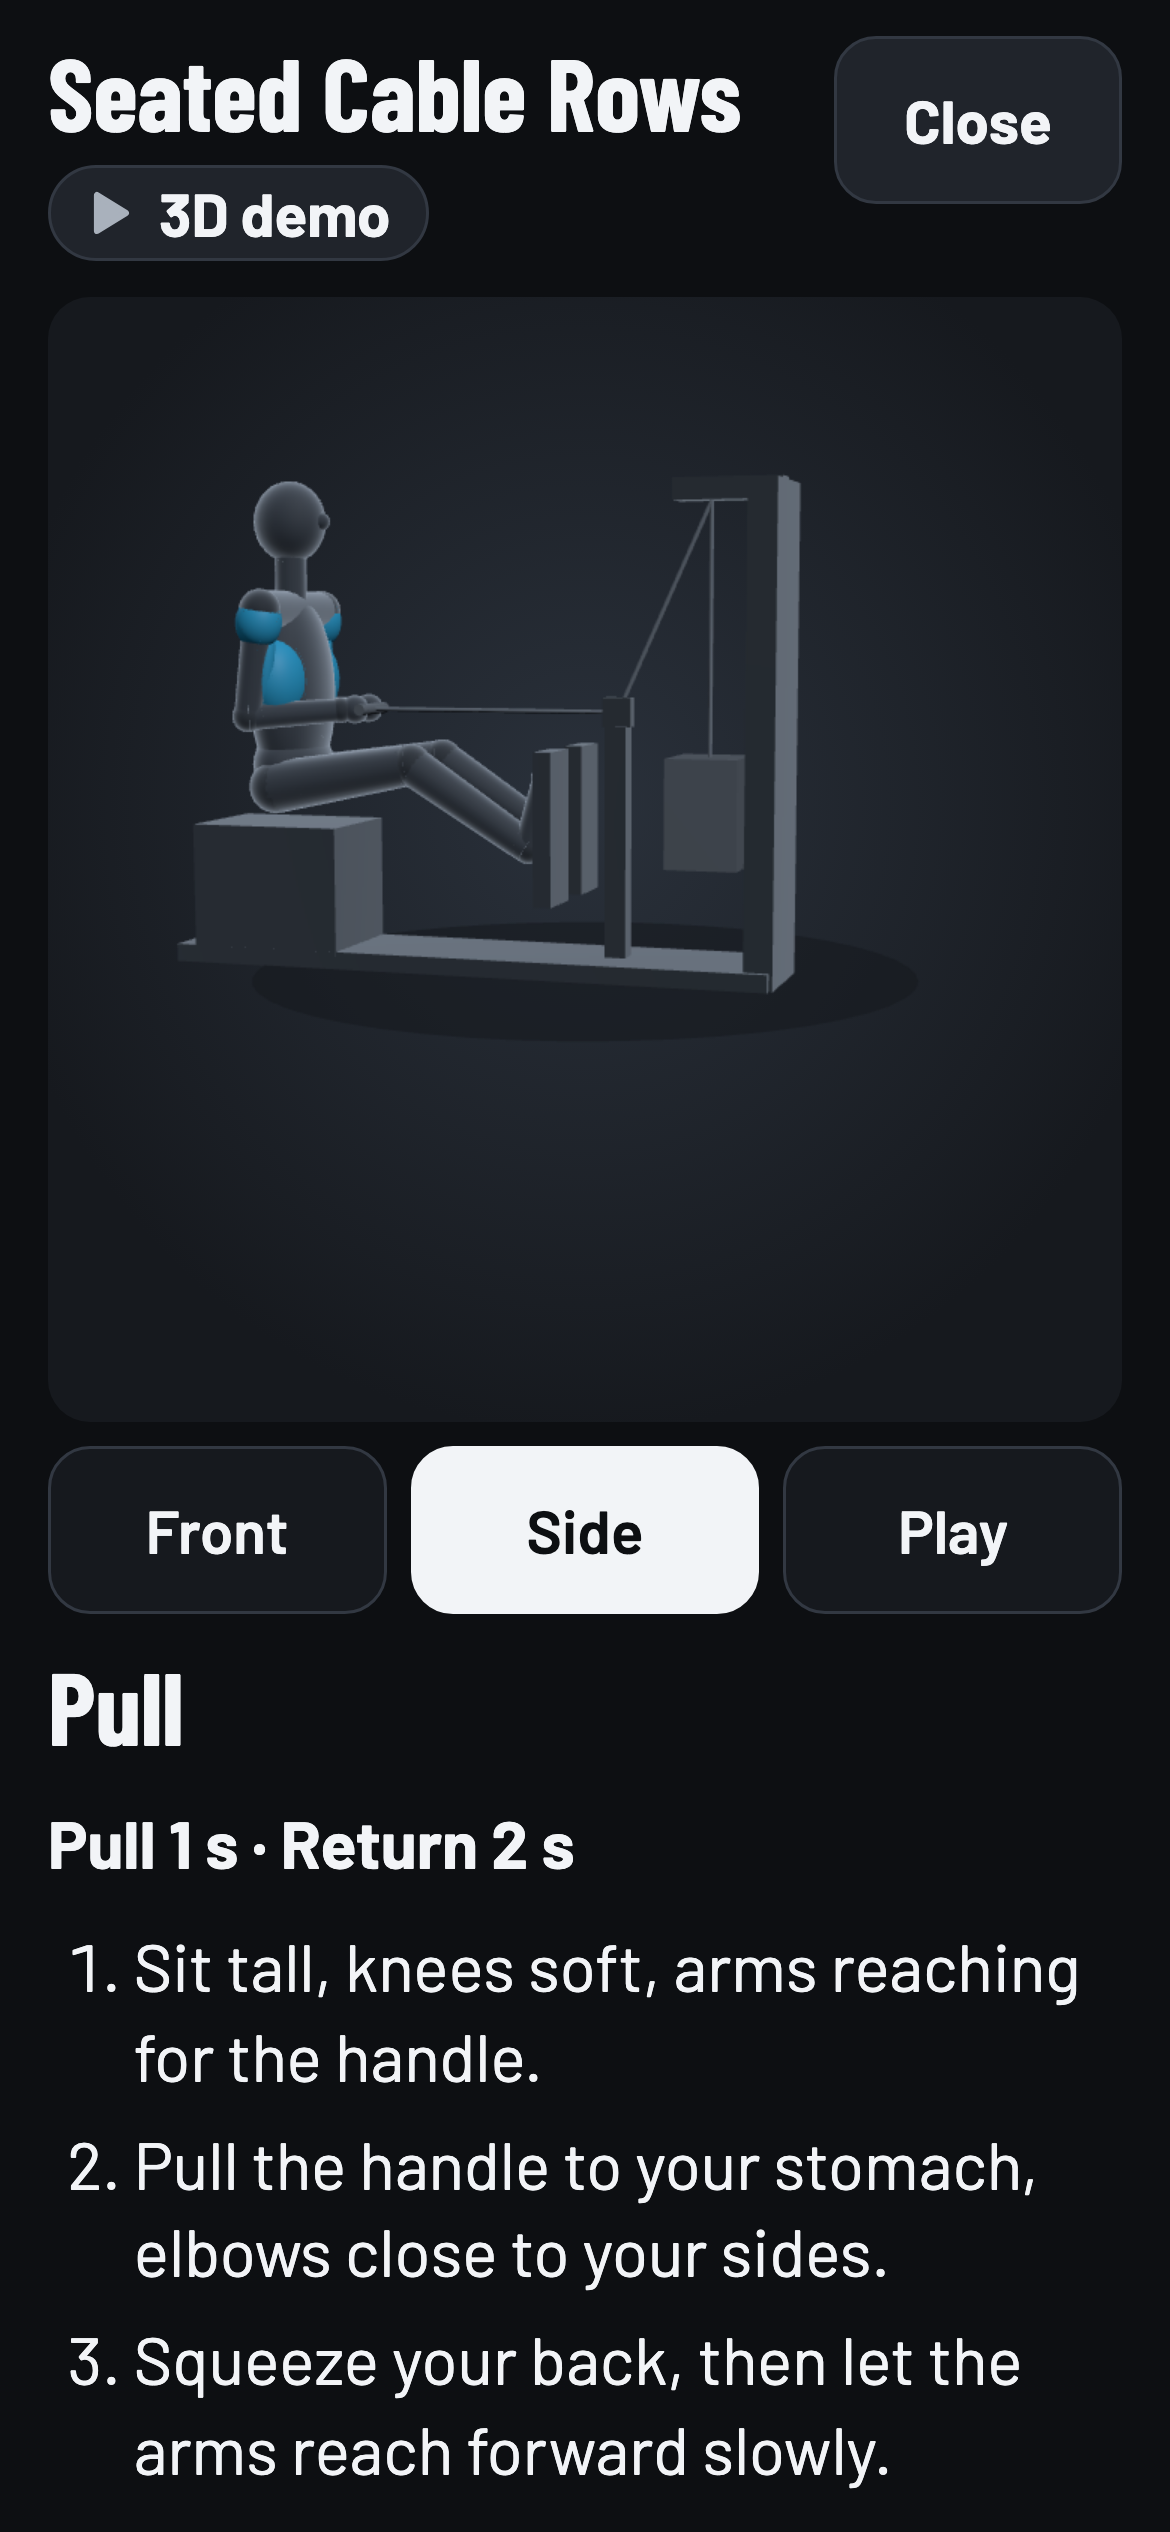 Seated Cable Rows
Close
3D demo
Front
Side
Play
Pull
Pull 1 s · Return 2 s
1. Sit tall, knees soft, arms reaching
for the handle.
2. Pull the handle to your stomach,
elbows close to your sides.
3. Squeeze your back, then let the
arms reach forward slowly.